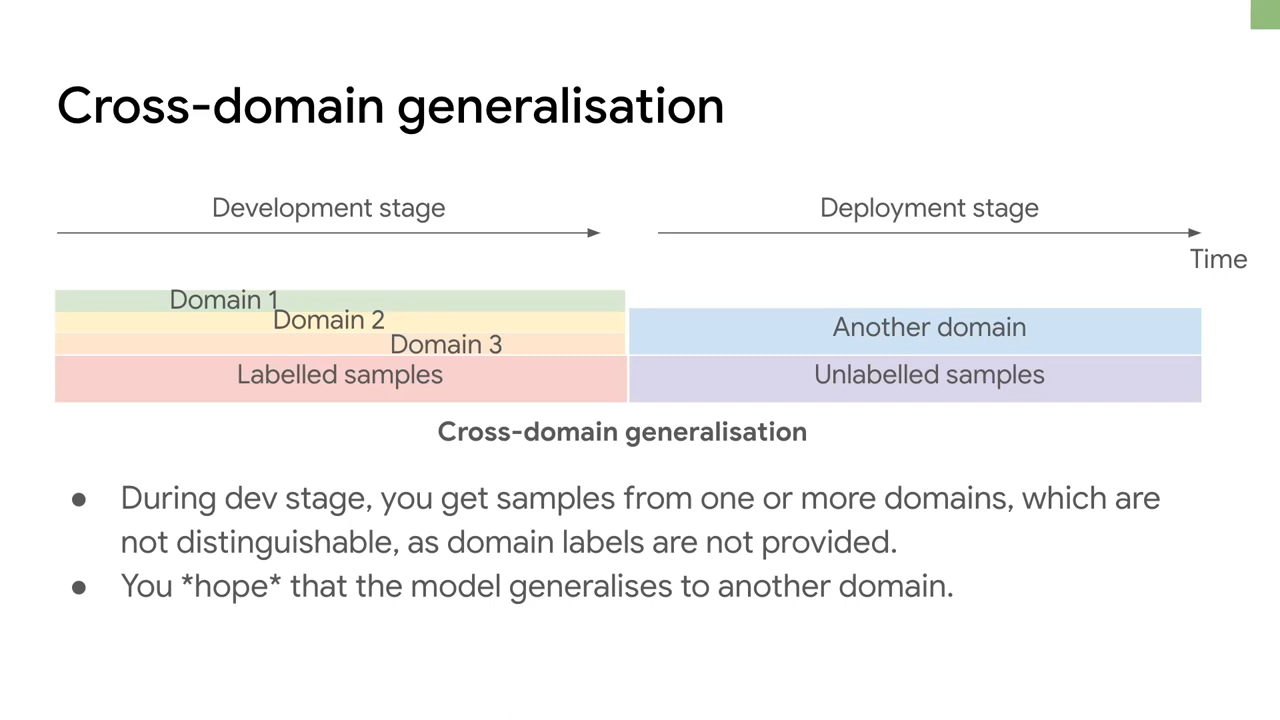 Cross-domain generalisation
Development stage
Deployment stage
Time
Domain 1
Domain 2
Domain 3
Another domain
Labelled samples
Unlabelled samples
Cross-domain generalisation
● During dev stage, you get samples from one or more domains, which are
not distinguishable, as domain labels are not provided.
● You *hope* that the model generalises to another domain.